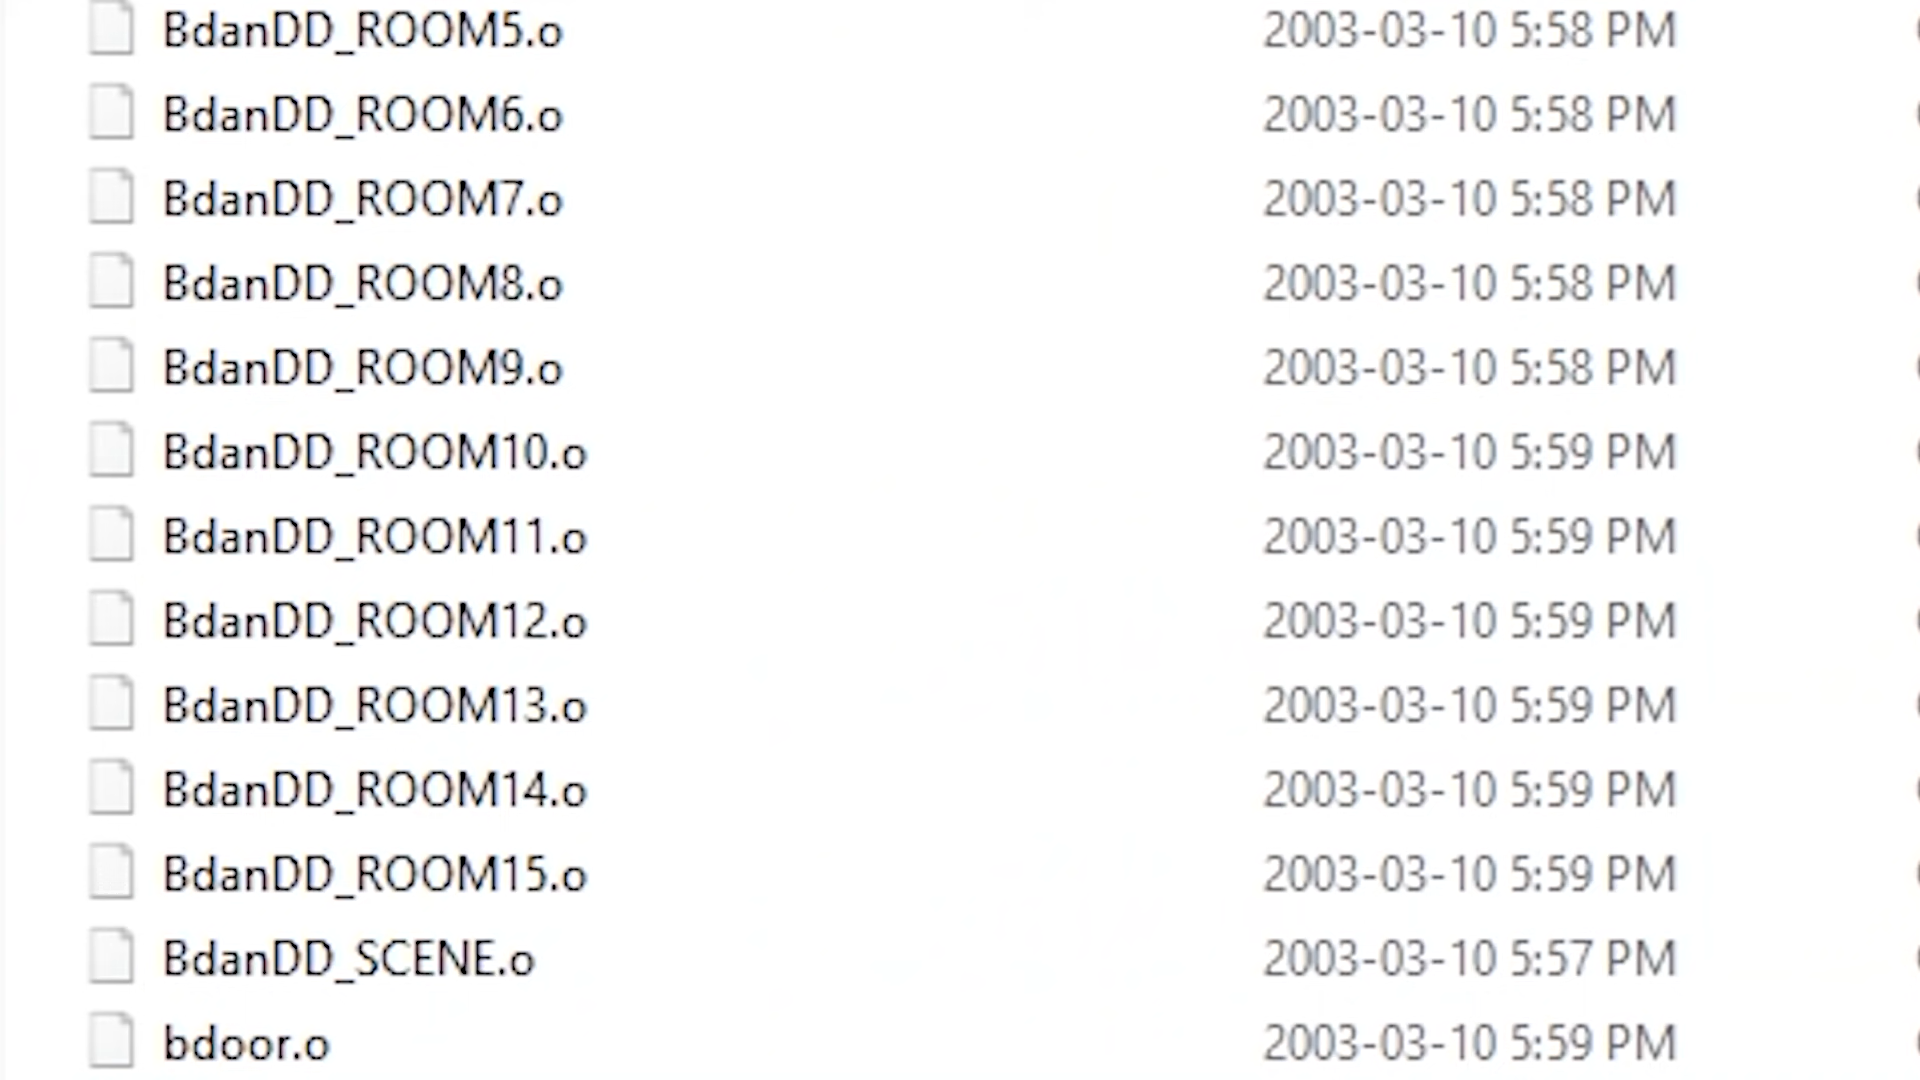 BdanDD_ROOM5.o 2003-03-10 5:58 PM
BdanDD_ROOM6.o 2003-03-10 5:58 PM
BdanDD_ROOM7.o 2003-03-10 5:58 PM
BdanDD_ROOM8.o 2003-03-10 5:58 PM
BdanDD_ROOM9.o 2003-03-10 5:58 PM
BdanDD_ROOM10.o 2003-03-10 5:59 PM
BdanDD_ROOM11.o 2003-03-10 5:59 PM
BdanDD_ROOM12.o 2003-03-10 5:59 PM
BdanDD_ROOM13.o 2003-03-10 5:59 PM
BdanDD_ROOM14.o 2003-03-10 5:59 PM
BdanDD_ROOM15.o 2003-03-10 5:59 PM
BdanDD_SCENE.o 2003-03-10 5:57 PM
bdoor.o 2003-03-10 5:59 PM